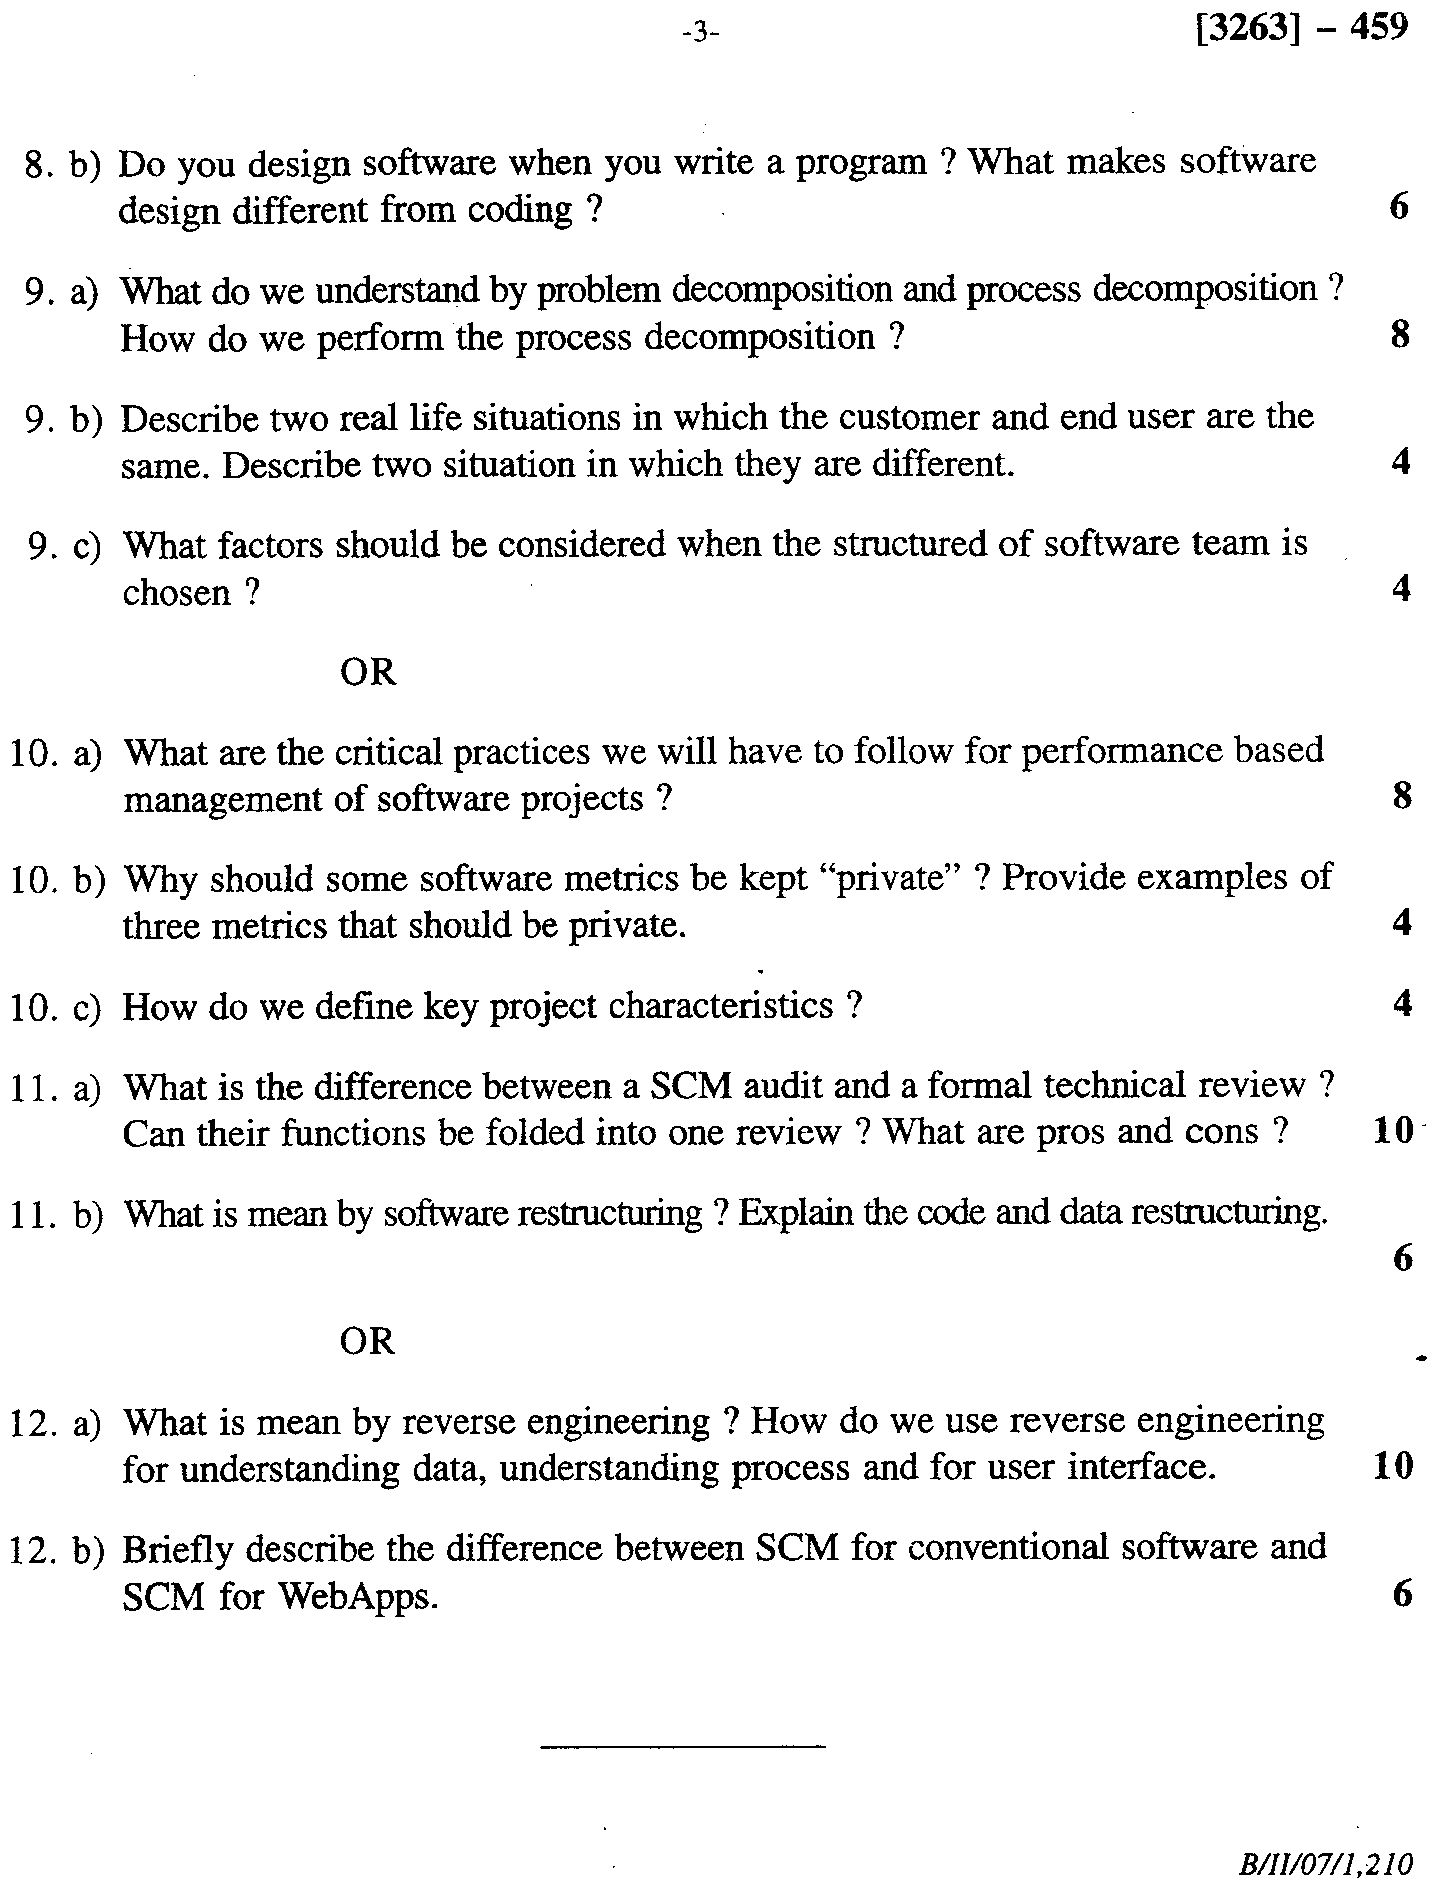 -3-
[3263] – 459
8. b) Do you design software when you write a program ? What makes software
design different from coding ? 6
9. a) What do we understand by problem decomposition and process decomposition ?
How do we perform the process decomposition ? 8
9. b) Describe two real life situations in which the customer and end user are the
same. Describe two situation in which they are different. 4
9. c) What factors should be considered when the structured of software team is
chosen ? 4
OR
10. a) What are the critical practices we will have to follow for performance based
management of software projects ? 8
10. b) Why should some software metrics be kept “private” ? Provide examples of
three metrics that should be private. 4
10. c) How do we define key project characteristics ? 4
11. a) What is the difference between a SCM audit and a formal technical review ?
Can their functions be folded into one review ? What are pros and cons ? 10
11. b) What is mean by software restructuring ? Explain the code and data restructuring.
6
OR
12. a) What is mean by reverse engineering ? How do we use reverse engineering
for understanding data, understanding process and for user interface. 10
12. b) Briefly describe the difference between SCM for conventional software and
SCM for WebApps. 6
B/II/07/1,210